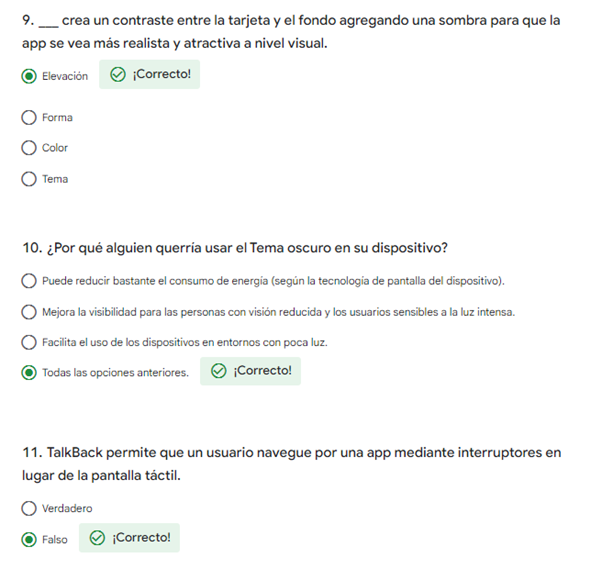 9. ___ crea un contraste entre la tarjeta y el fondo agregando una sombra para que la
app se vea más realista y atractiva a nivel visual.
Elevación ¡Correcto!
Forma
Color
Tema
10. ¿Por qué alguien querría usar el Tema oscuro en su dispositivo?
Puede reducir bastante el consumo de energía (según la tecnología de pantalla del dispositivo).
Mejora la visibilidad para las personas con visión reducida y los usuarios sensibles a la luz intensa.
Facilita el uso de los dispositivos en entornos con poca luz.
Todas las opciones anteriores. ¡Correcto!
11. TalkBack permite que un usuario navegue por una app mediante interruptores en
lugar de la pantalla táctil.
Verdadero
Falso ¡Correcto!